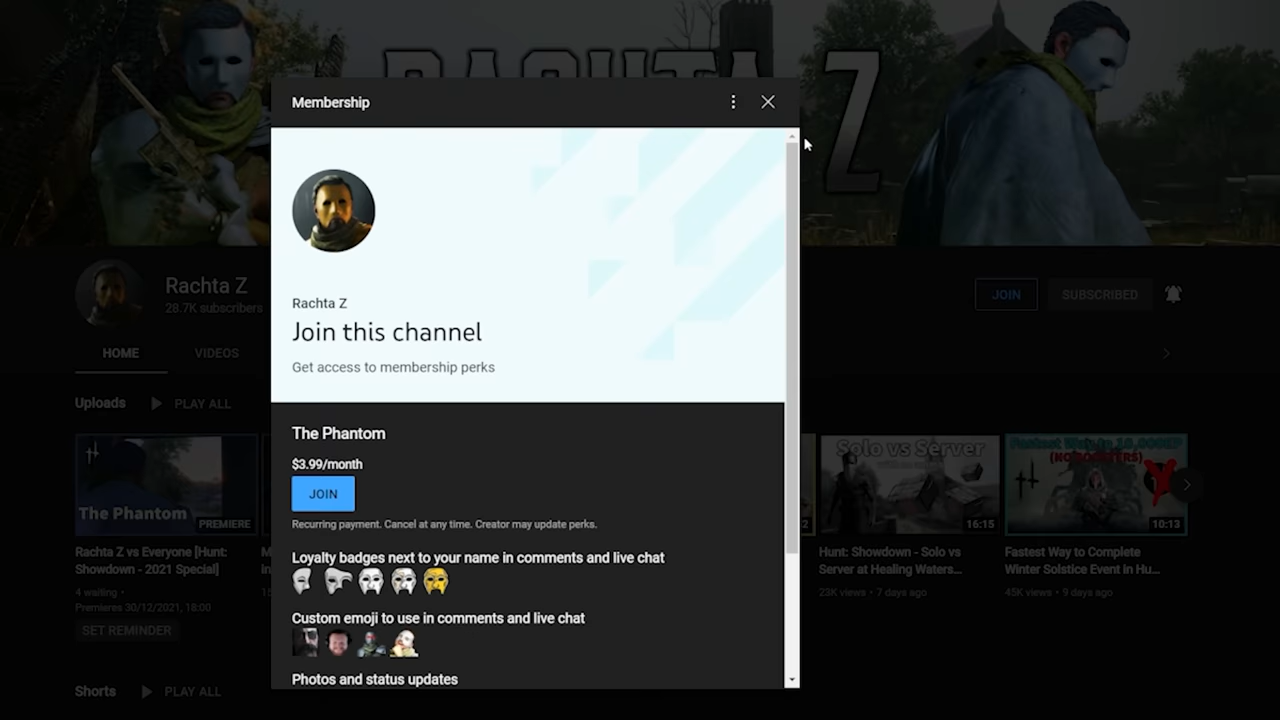 RACHTA Z
Membership
Rachta Z
Join this channel
Get access to membership perks
Rachta Z
28.7K subscribers
JOIN
SUBSCRIBED
HOME
VIDEOS
Uploads
PLAY ALL
The Phantom
$3.99/month
JOIN
Recurring payment. Cancel at any time. Creator may update perks.
Loyalty badges next to your name in comments and live chat
Custom emoji to use in comments and live chat
Photos and status updates
The Phantom
PREMIERE
Rachta Z vs Everyone [Hunt:
Showdown - 2021 Special]
4 waiting •
Premieres 30/12/2021, 18:00
SET REMINDER
Solo vs Server
16:15
Hunt: Showdown - Solo vs
Server at Healing Waters...
23K views • 7 days ago
Fastest Way to
(NO BOOSTERS)
10:13
Fastest Way to Complete
Winter Solstice Event in Hu...
45K views • 9 days ago
Shorts
PLAY ALL